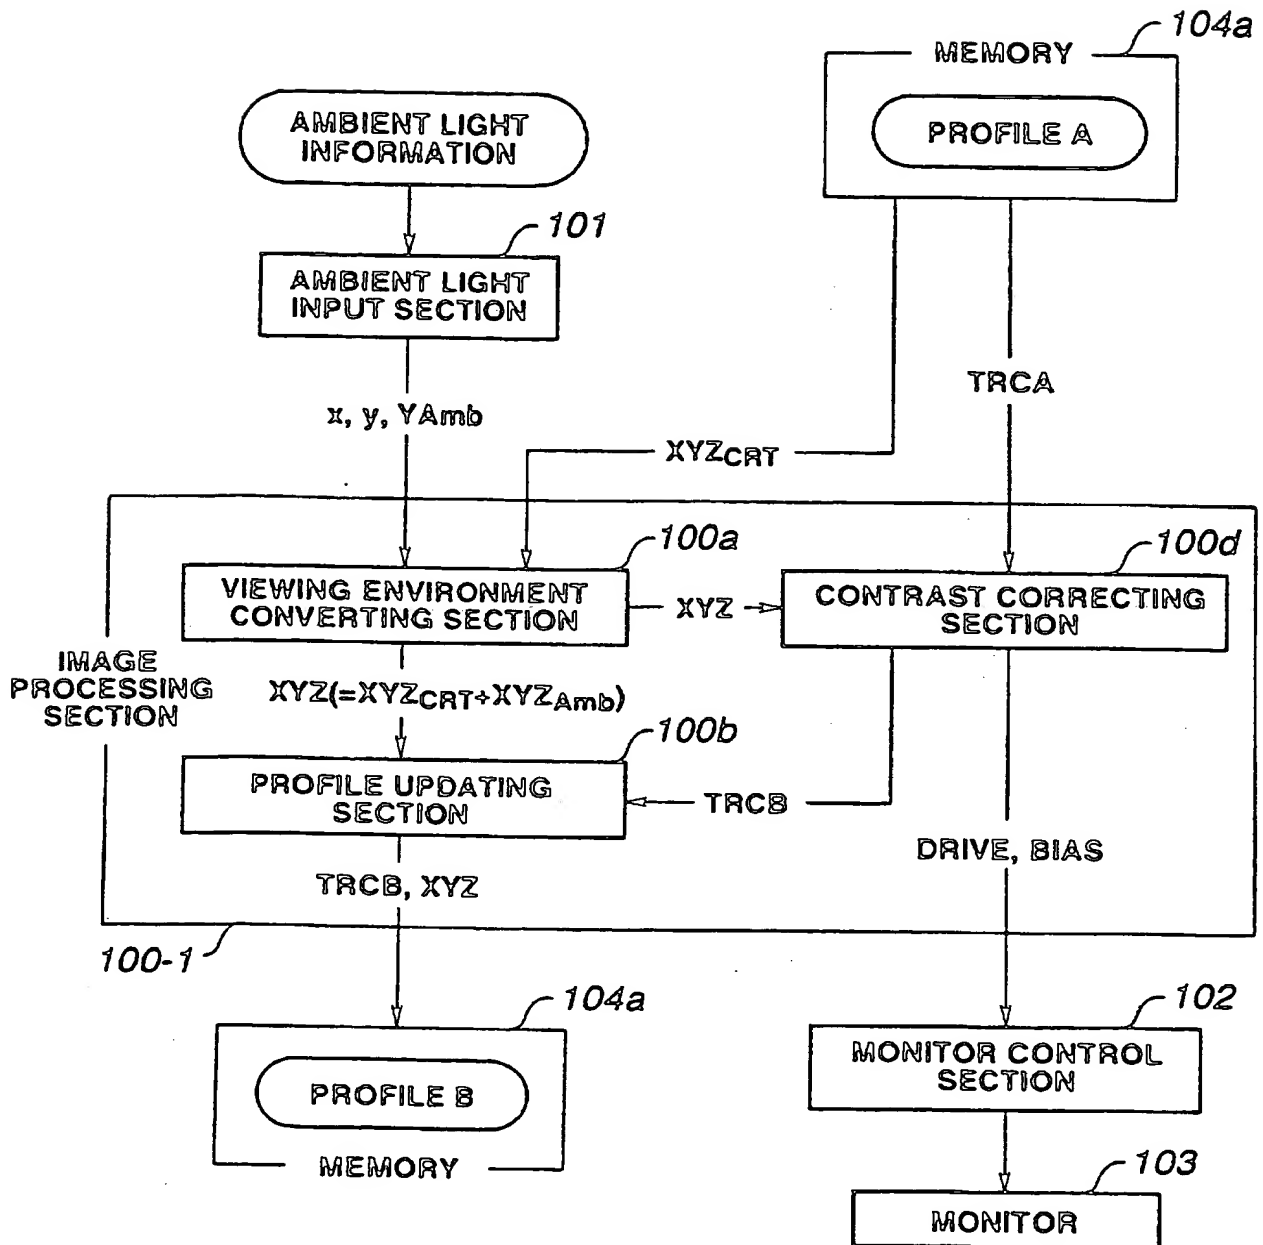 104a
MEMORY
PROFILE A
AMBIENT LIGHT
INFORMATION
101
AMBIENT LIGHT
INPUT SECTION
TRCA
x, y, YAmb
XYZCRT
100a
100d
VIEWING ENVIRONMENT
CONVERTING SECTION
XYZ
CONTRAST CORRECTING
SECTION
IMAGE
PROCESSING
SECTION
XYZ(=XYZCRT+XYZAmb)
100b
PROFILE UPDATING
SECTION
TRCB
DRIVE, BIAS
TRCB, XYZ
100-1
104a
102
PROFILE B
MEMORY
MONITOR CONTROL
SECTION
103
MONITOR